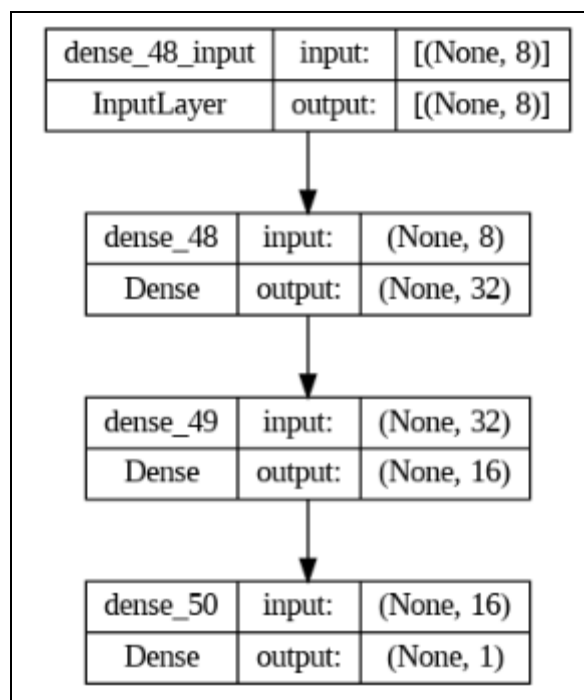 dense_48_input input: [(None, 8)]
InputLayer output: [(None, 8)]
dense_48 input: (None, 8)
Dense output: (None, 32)
dense_49 input: (None, 32)
Dense output: (None, 16)
dense_50 input: (None, 16)
Dense output: (None, 1)